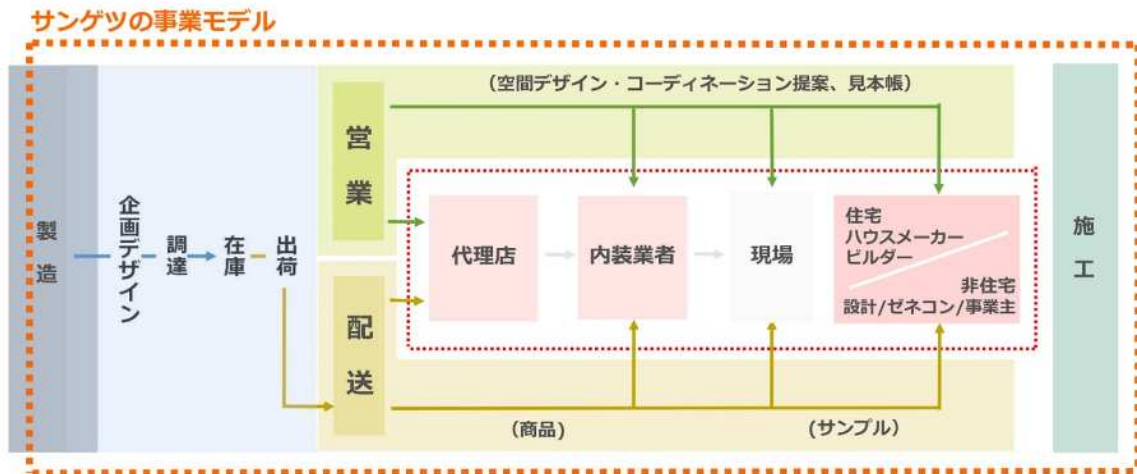 サンゲツの事業モデル
製造
企画デザイン
調達
在庫
出荷
営業
配送
（空間デザイン・コーディネーション提案、見本帳）
代理店
内装業者
現場
住宅
ハウスメーカー
ビルダー
非住宅
設計/ゼネコン/事業主
（商品)
(サンプル）
施工